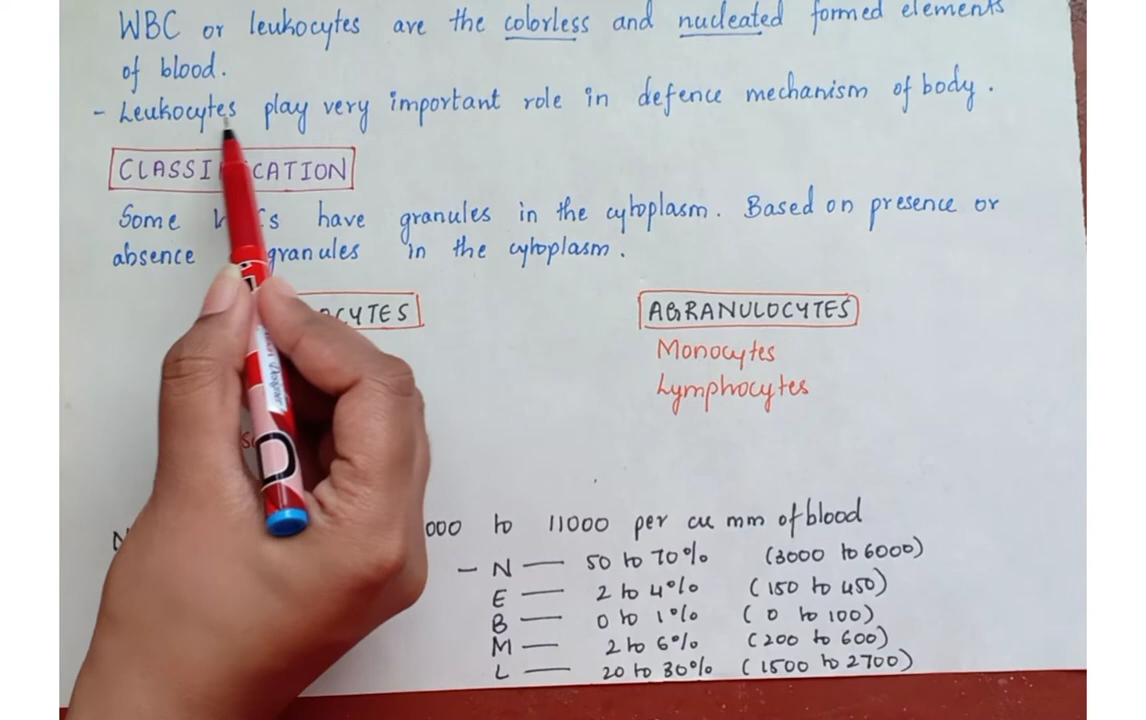 WBC or leukocytes are the colorless and nucleated formed elements
of blood.
- Leukocytes play very important role in defence mechanism of body.
CLASSI CATION
Some have granules in the cytoplasm. Based on presence or
absence granules in the cytoplasm.
OCYTES
AGRANULOCYTES
Monocytes
Lymphocytes
000 to 11000 per cu mm of blood
- N — 50 to 70% (3000 to 6000)
E — 2 to 4% (150 to 450)
B — 0 to 1% (0 to 100)
M — 2 to 6% (200 to 600)
L — 20 to 30% (1500 to 2700)